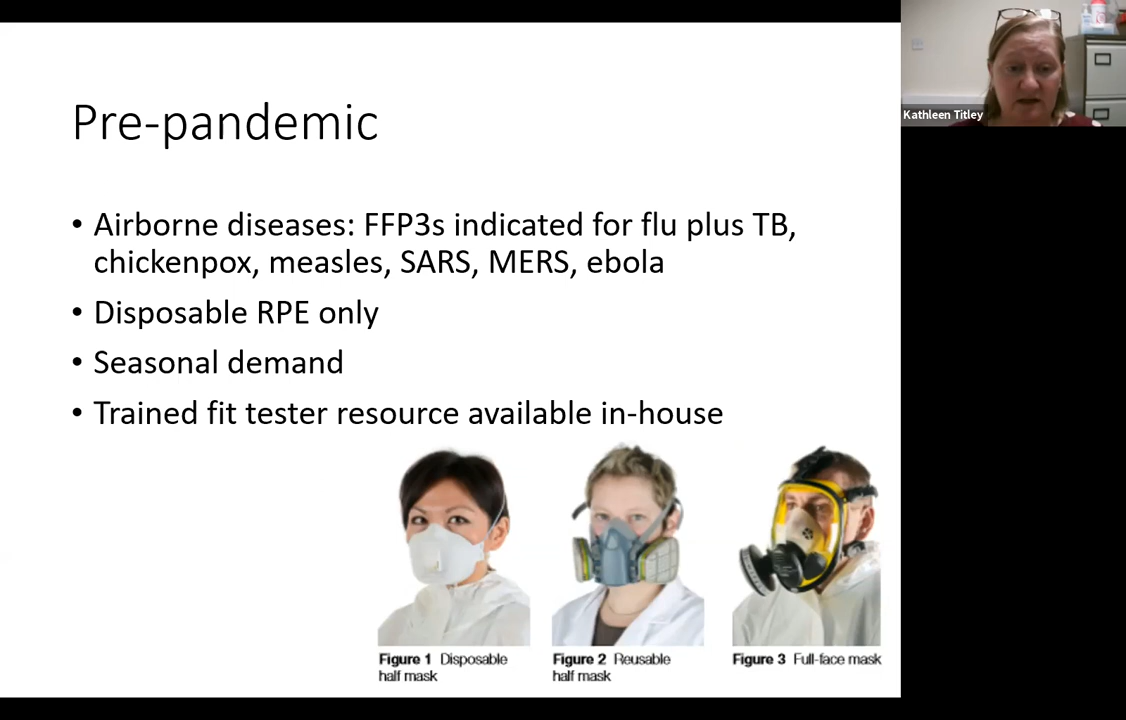 Pre-pandemic
• Airborne diseases: FFP3s indicated for flu plus TB,
chickenpox, measles, SARS, MERS, ebola
• Disposable RPE only
• Seasonal demand
• Trained fit tester resource available in-house
Figure 1 Disposable
half mask
Figure 2 Reusable
half mask
Figure 3 Full-face mask
Kathleen Titley